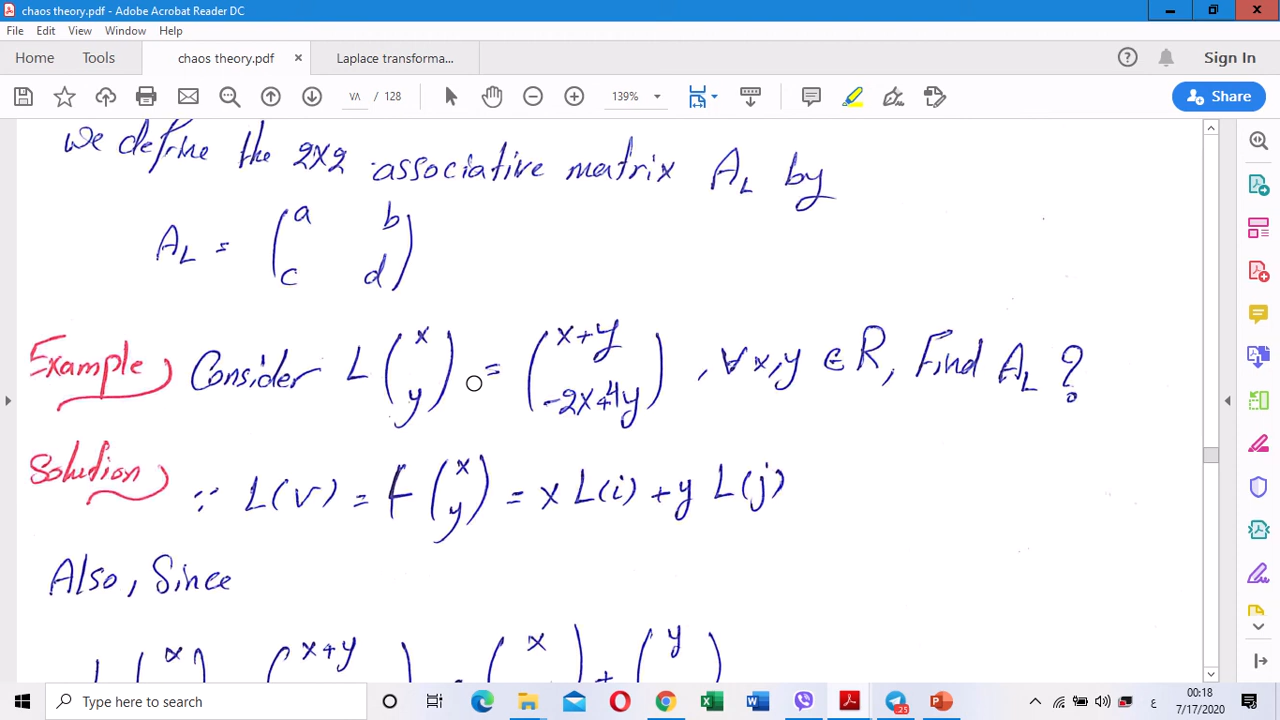 chaos theory.pdf - Adobe Acrobat Reader DC
File Edit View Window Help
Home Tools chaos theory.pdf × Laplace transforma...
٧٨ / 128 139% Sign In Share
We define the 2X2 associative matrix A_L by
A_L = ( a b
c d )
Example) Consider L ( x y ) = ( x+y -2x+4y ) , ∀ x,y ∈ R, Find A_L ?
Solution) ∵ L(v) = L ( x y ) = x L(i) + y L(j)
Also, Since
L ( x ) = ( x+y ) = ( x ) + ( y )
Type here to search
ع 00:18
7/17/2020
25